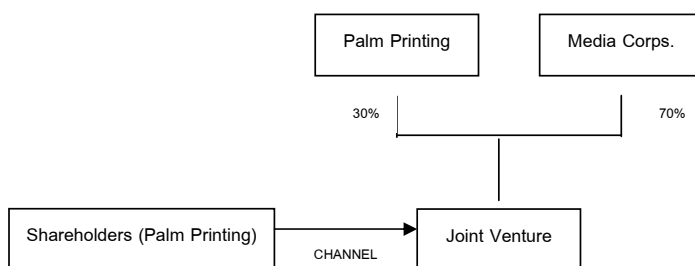 Palm Printing
Media Corps.
30%
70%
Shareholders (Palm Printing)
CHANNEL
Joint Venture